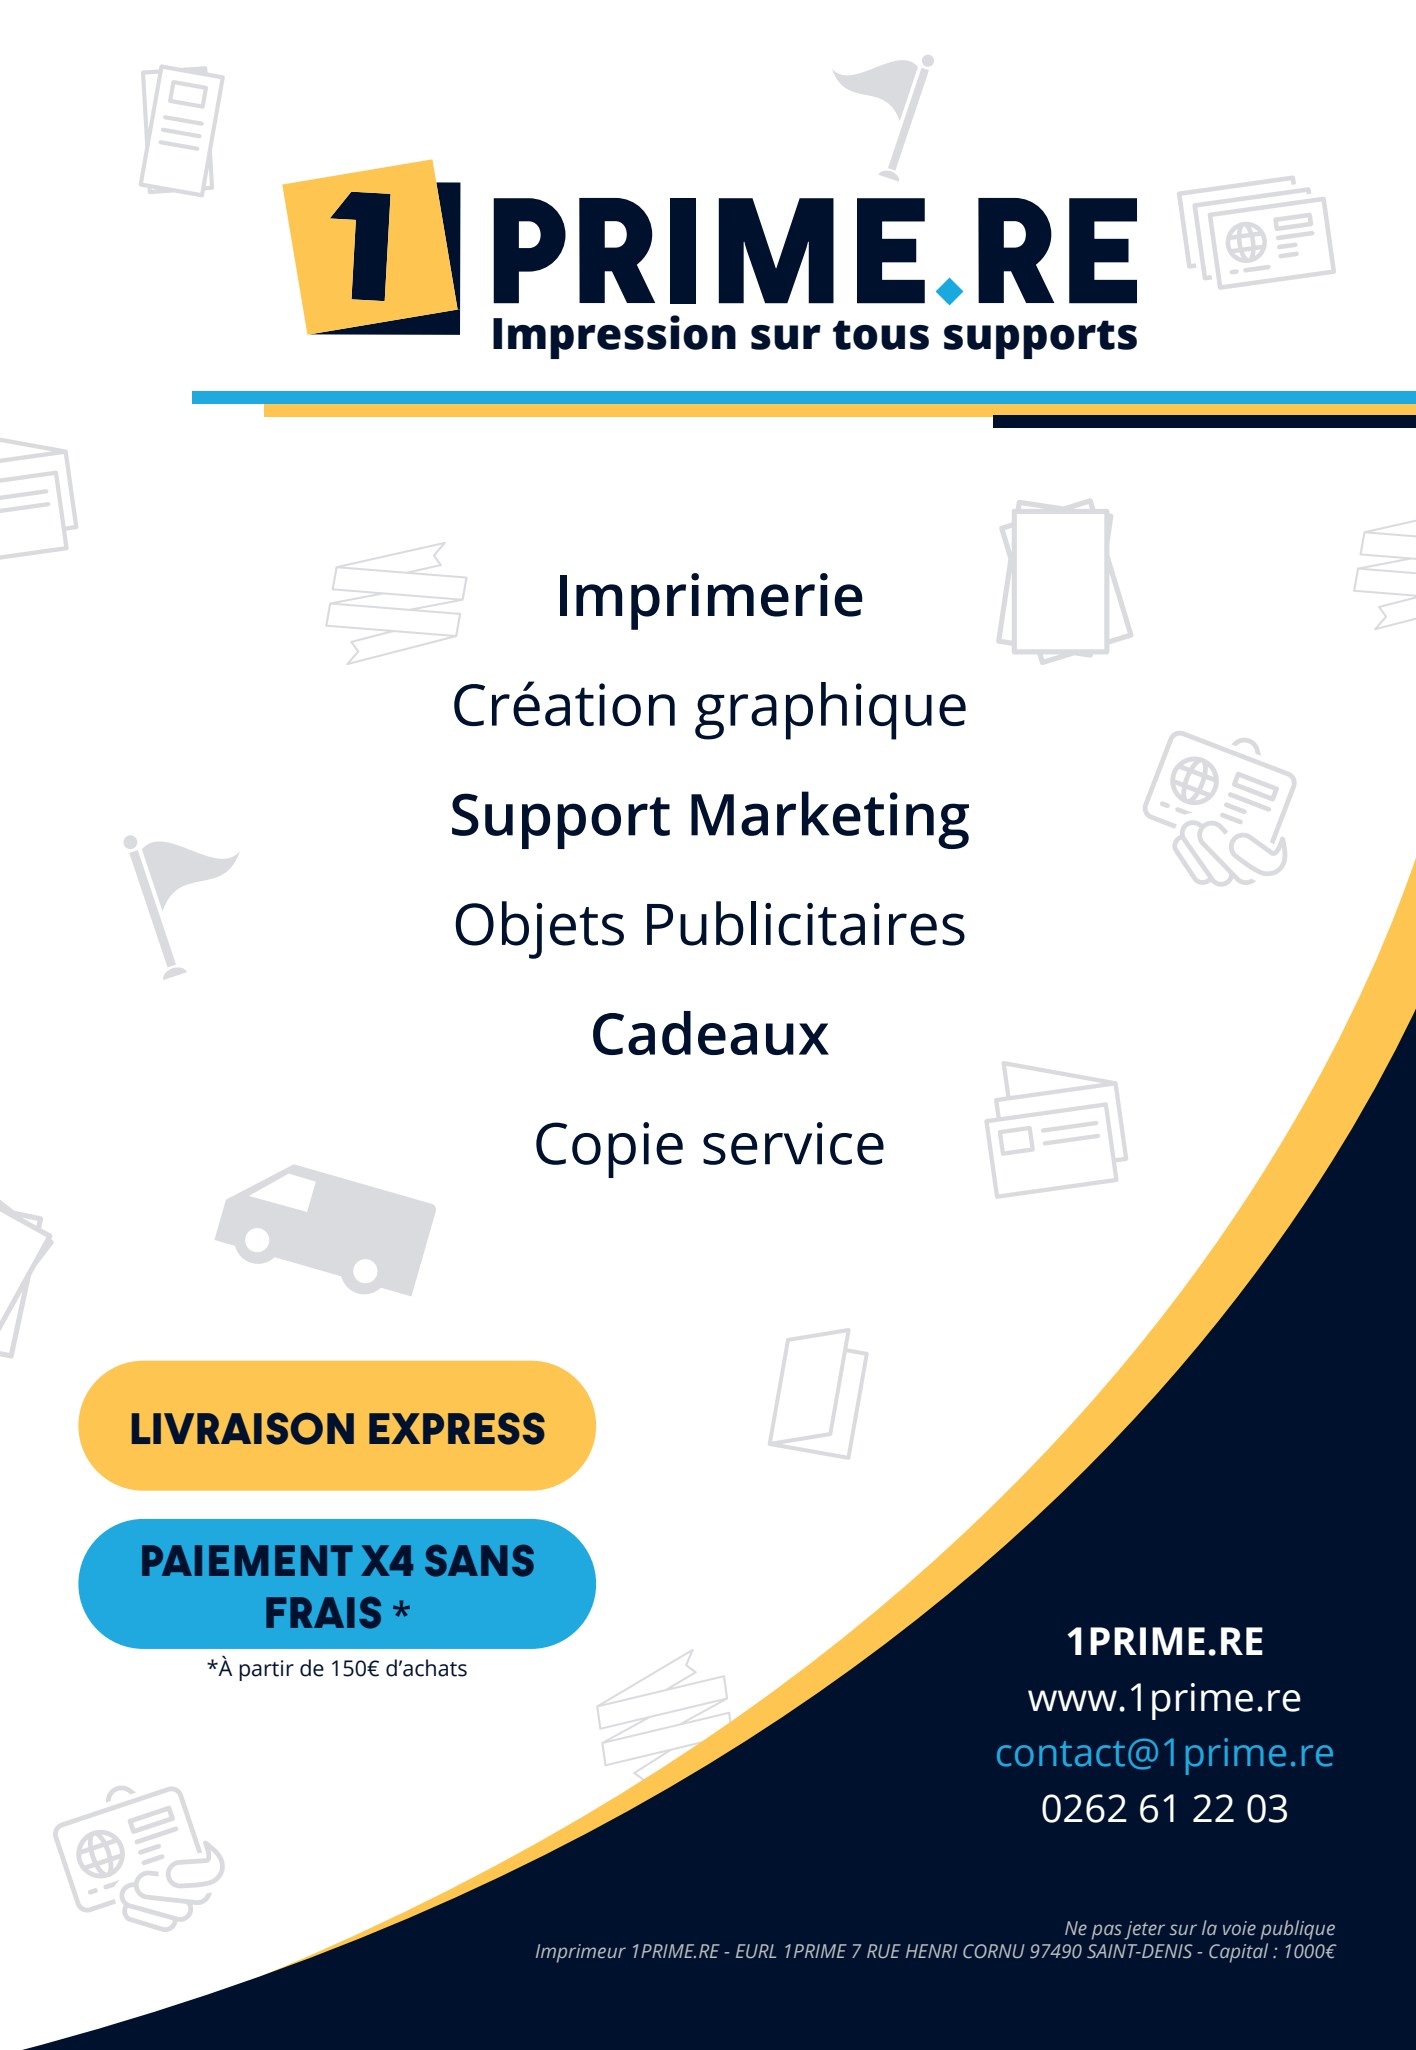 1 PRIME.RE
Impression sur tous supports
Imprimerie
Création graphique
Support Marketing
Objets Publicitaires
Cadeaux
Copie service
LIVRAISON EXPRESS
PAIEMENT X4 SANS
FRAIS *
*À partir de 150€ d’achats
1PRIME.RE
www.1prime.re
contact@1prime.re
0262 61 22 03
Ne pas jeter sur la voie publique
Imprimeur 1PRIME.RE - EURL 1PRIME 7 RUE HENRI CORNU 97490 SAINT-DENIS - Capital : 1000€